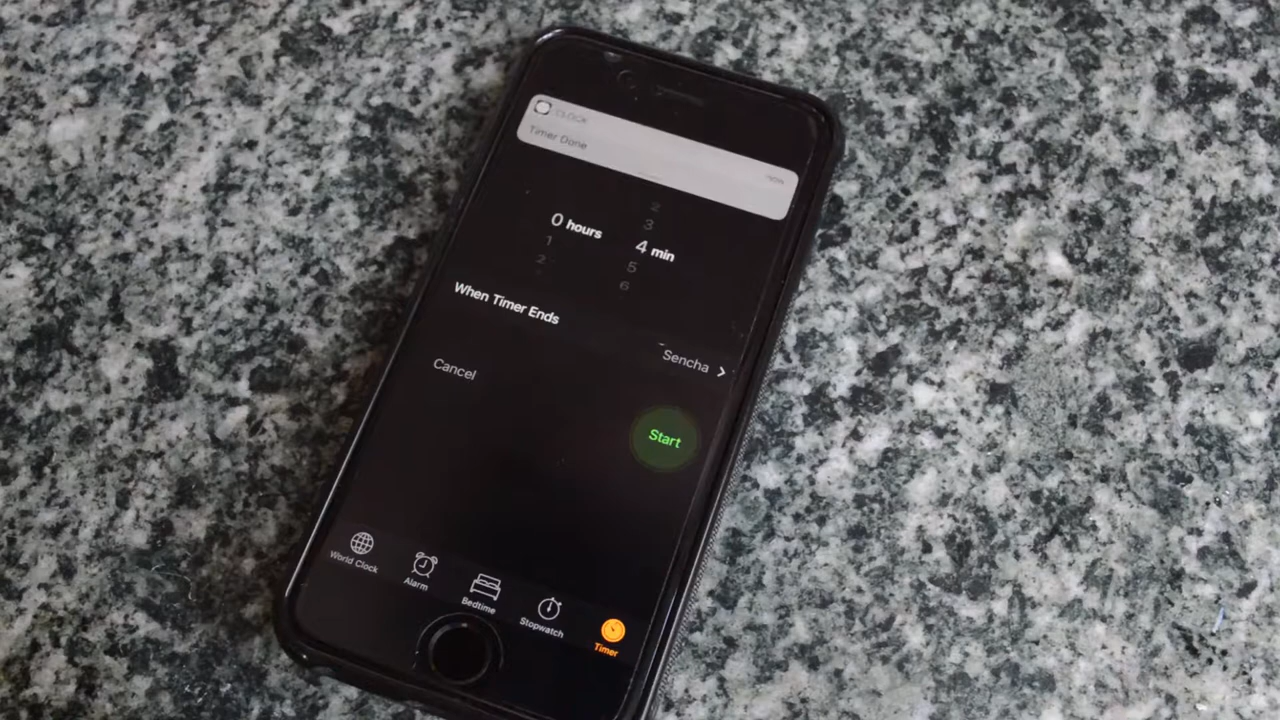 CLOCK
now
Timer Done
2
3
0 hours 4 min
1 5
2 6
When Timer Ends
Sencha
Cancel
Start
World Clock
Alarm
Bedtime
Stopwatch
Timer